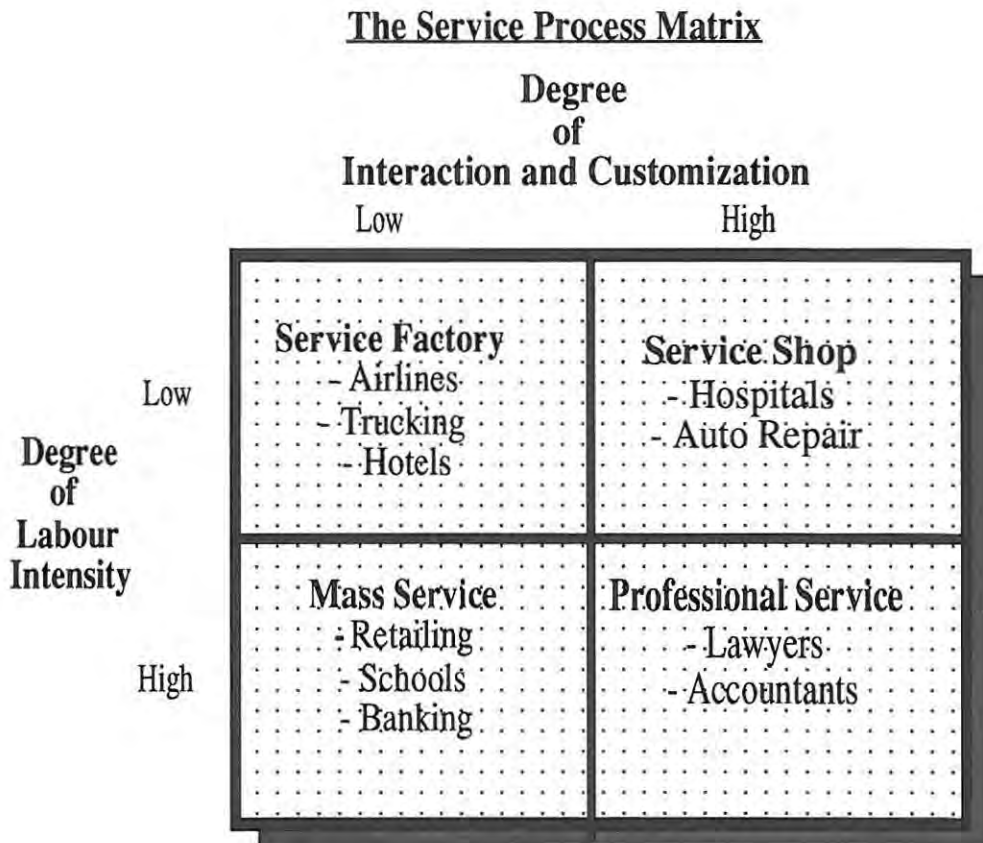 The Service Process Matrix
Degree
of
Interaction and Customization
Low High
Service Factory
- Airlines
- Trucking
- Hotels
Service Shop
- Hospitals
- Auto Repair
Low
Degree
of
Labour
Intensity
Mass Service
- Retailing
- Schools
- Banking
Professional Service
- Lawyers
- Accountants
High